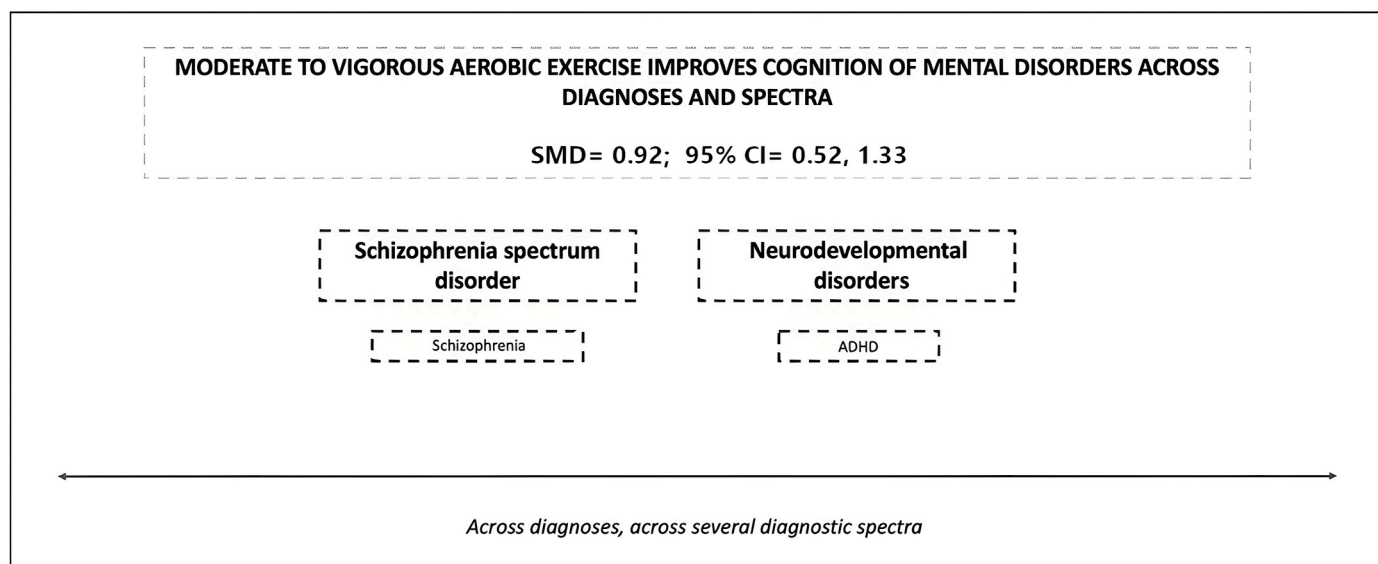 MODERATE TO VIGOROUS AEROBIC EXERCISE IMPROVES COGNITION OF MENTAL DISORDERS ACROSS
DIAGNOSES AND SPECTRA
SMD= 0.92; 95% CI= 0.52, 1.33
Schizophrenia spectrum
disorder
Neurodevelopmental
disorders
Schizophrenia
ADHD
Across diagnoses, across several diagnostic spectra